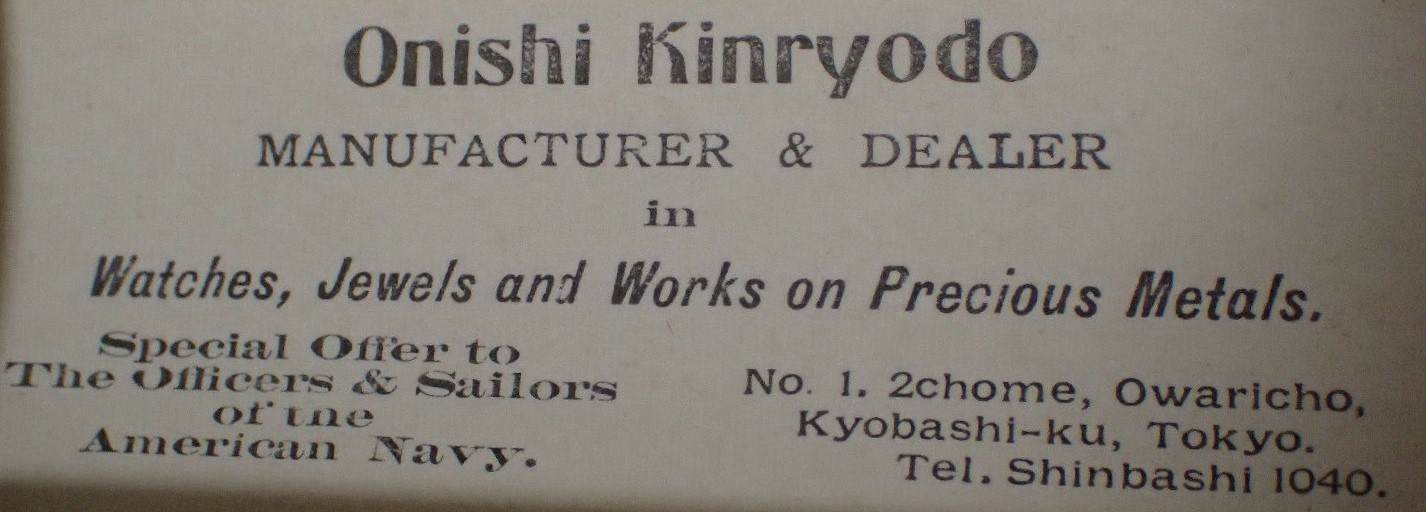 Onishi Kinryodo
MANUFACTURER & DEALER
in
Watches, Jewels and Works on Precious Metals.
Special Offer to
The Officers & Sailors
of the
American Navy.
No. 1. 2chome, Owaricho,
Kyobashi-ku, Tokyo.
Tel. Shinbashi 1040.